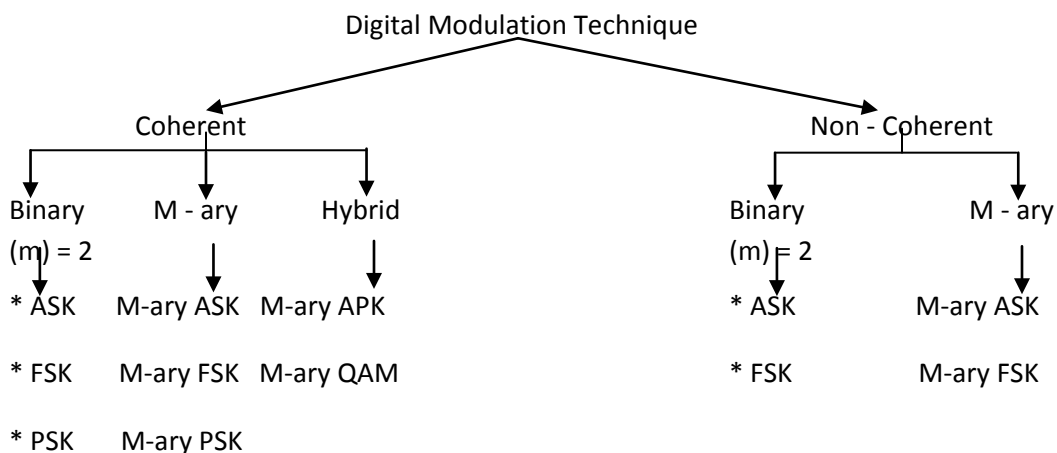 Digital Modulation Technique
Coherent Non - Coherent
Binary M - ary Hybrid Binary M - ary
(m) = 2 (m) = 2
* ASK M-ary ASK M-ary APK * ASK M-ary ASK
* FSK M-ary FSK M-ary QAM * FSK M-ary FSK
* PSK M-ary PSK